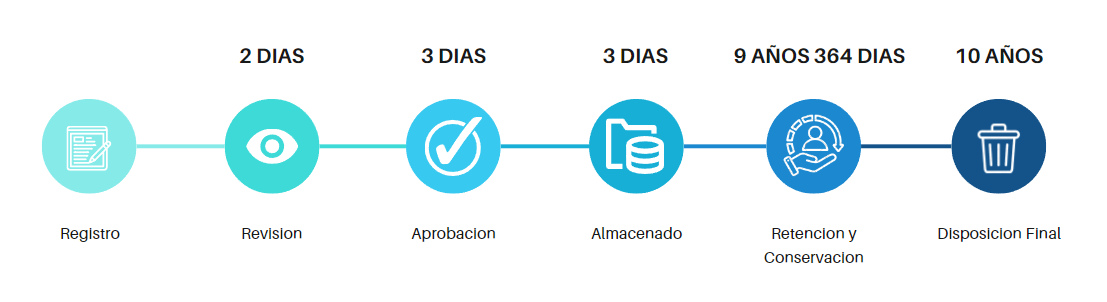 2 DIAS
3 DIAS
3 DIAS
9 AÑOS 364 DIAS
10 AÑOS
Registro
Revision
Aprobacion
Almacenado
Retencion y
Conservacion
Disposicion Final